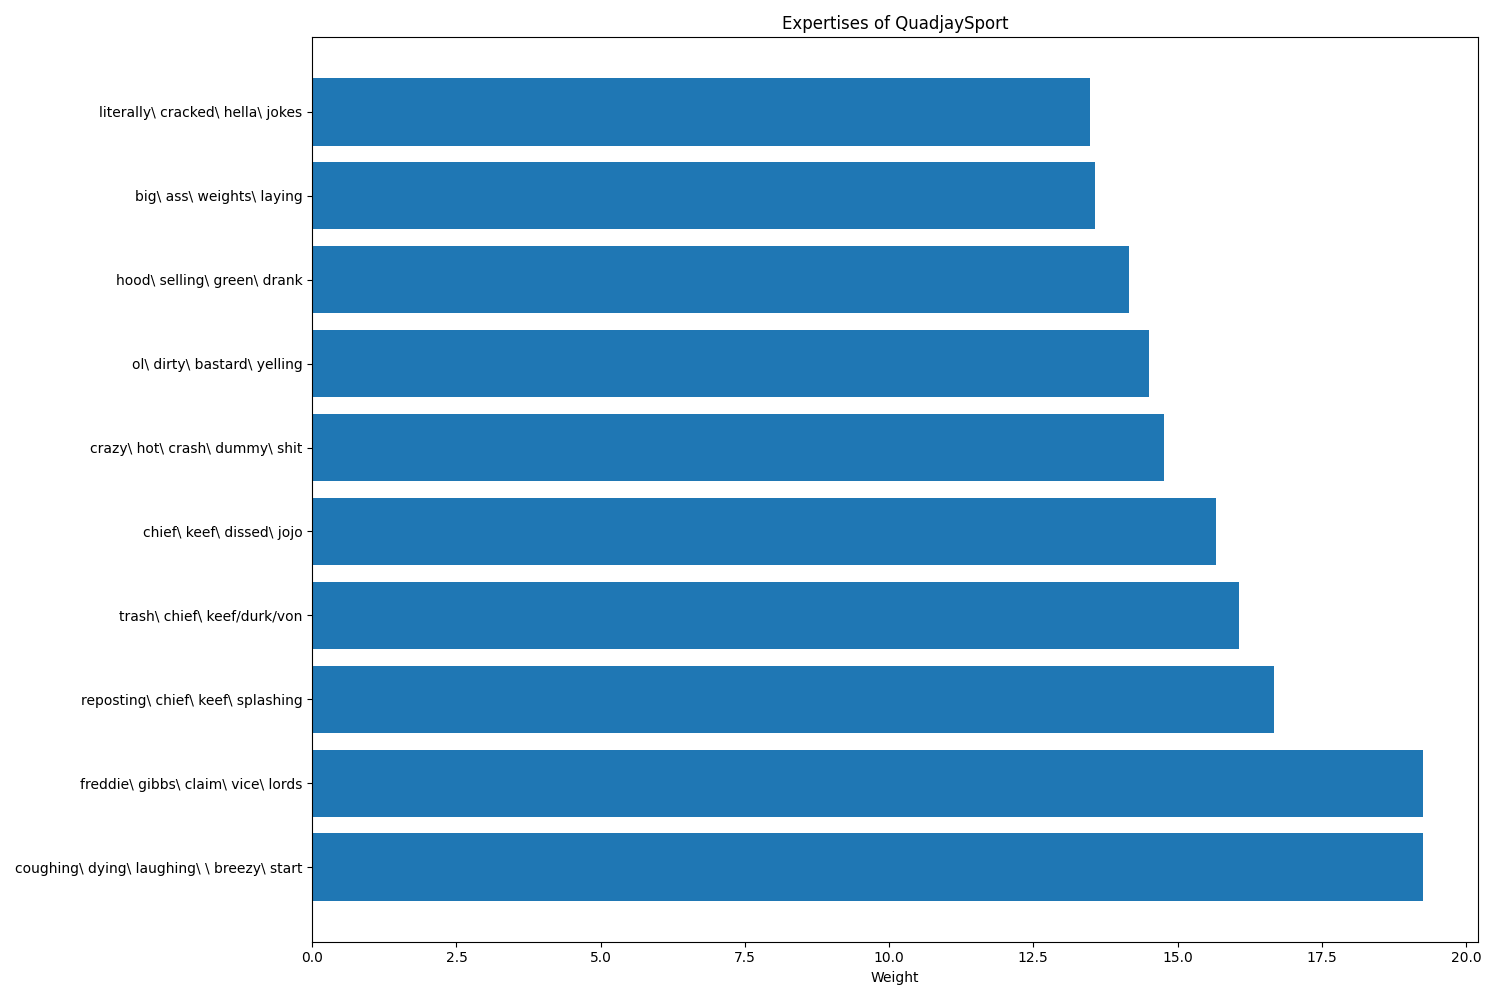 Expertises of QuadjaySport
literally\ cracked\ hella\ jokes
big\ ass\ weights\ laying
hood\ selling\ green\ drank
ol\ dirty\ bastard\ yelling
crazy\ hot\ crash\ dummy\ shit
chief\ keef\ dissed\ jojo
trash\ chief\ keef/durk/von
reposting\ chief\ keef\ splashing
freddie\ gibbs\ claim\ vice\ lords
coughing\ dying\ laughing\ \ breezy\ start
0.0 2.5 5.0 7.5 10.0 12.5 15.0 17.5 20.0
Weight